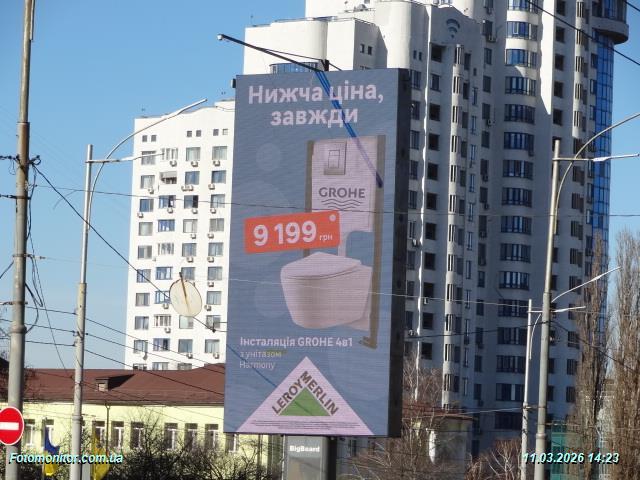 Нижча ціна,
завжди
GROHE
9 199 грн
Інсталяція GROHE 4в1
з унітазом
Harmony
LEROY MERLIN
BigBoard
Fotomonitor.com.ua
11.03.2026 14:23